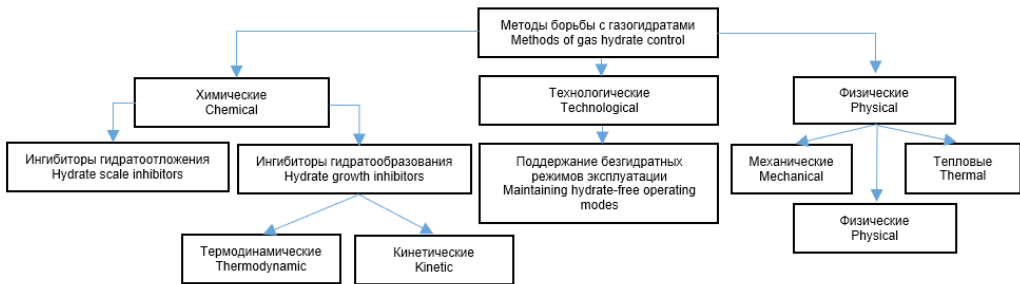 Методы борьбы с газогидратами
Methods of gas hydrate control
Химические
Chemical
Технологические
Technological
Физические
Physical
Ингибиторы гидратоотложения
Hydrate scale inhibitors
Ингибиторы гидратообразования
Hydrate growth inhibitors
Поддержание безгидратных
режимов эксплуатации
Maintaining hydrate-free operating
modes
Механические
Mechanical
Тепловые
Thermal
Физические
Physical
Термодинамические
Thermodynamic
Кинетические
Kinetic